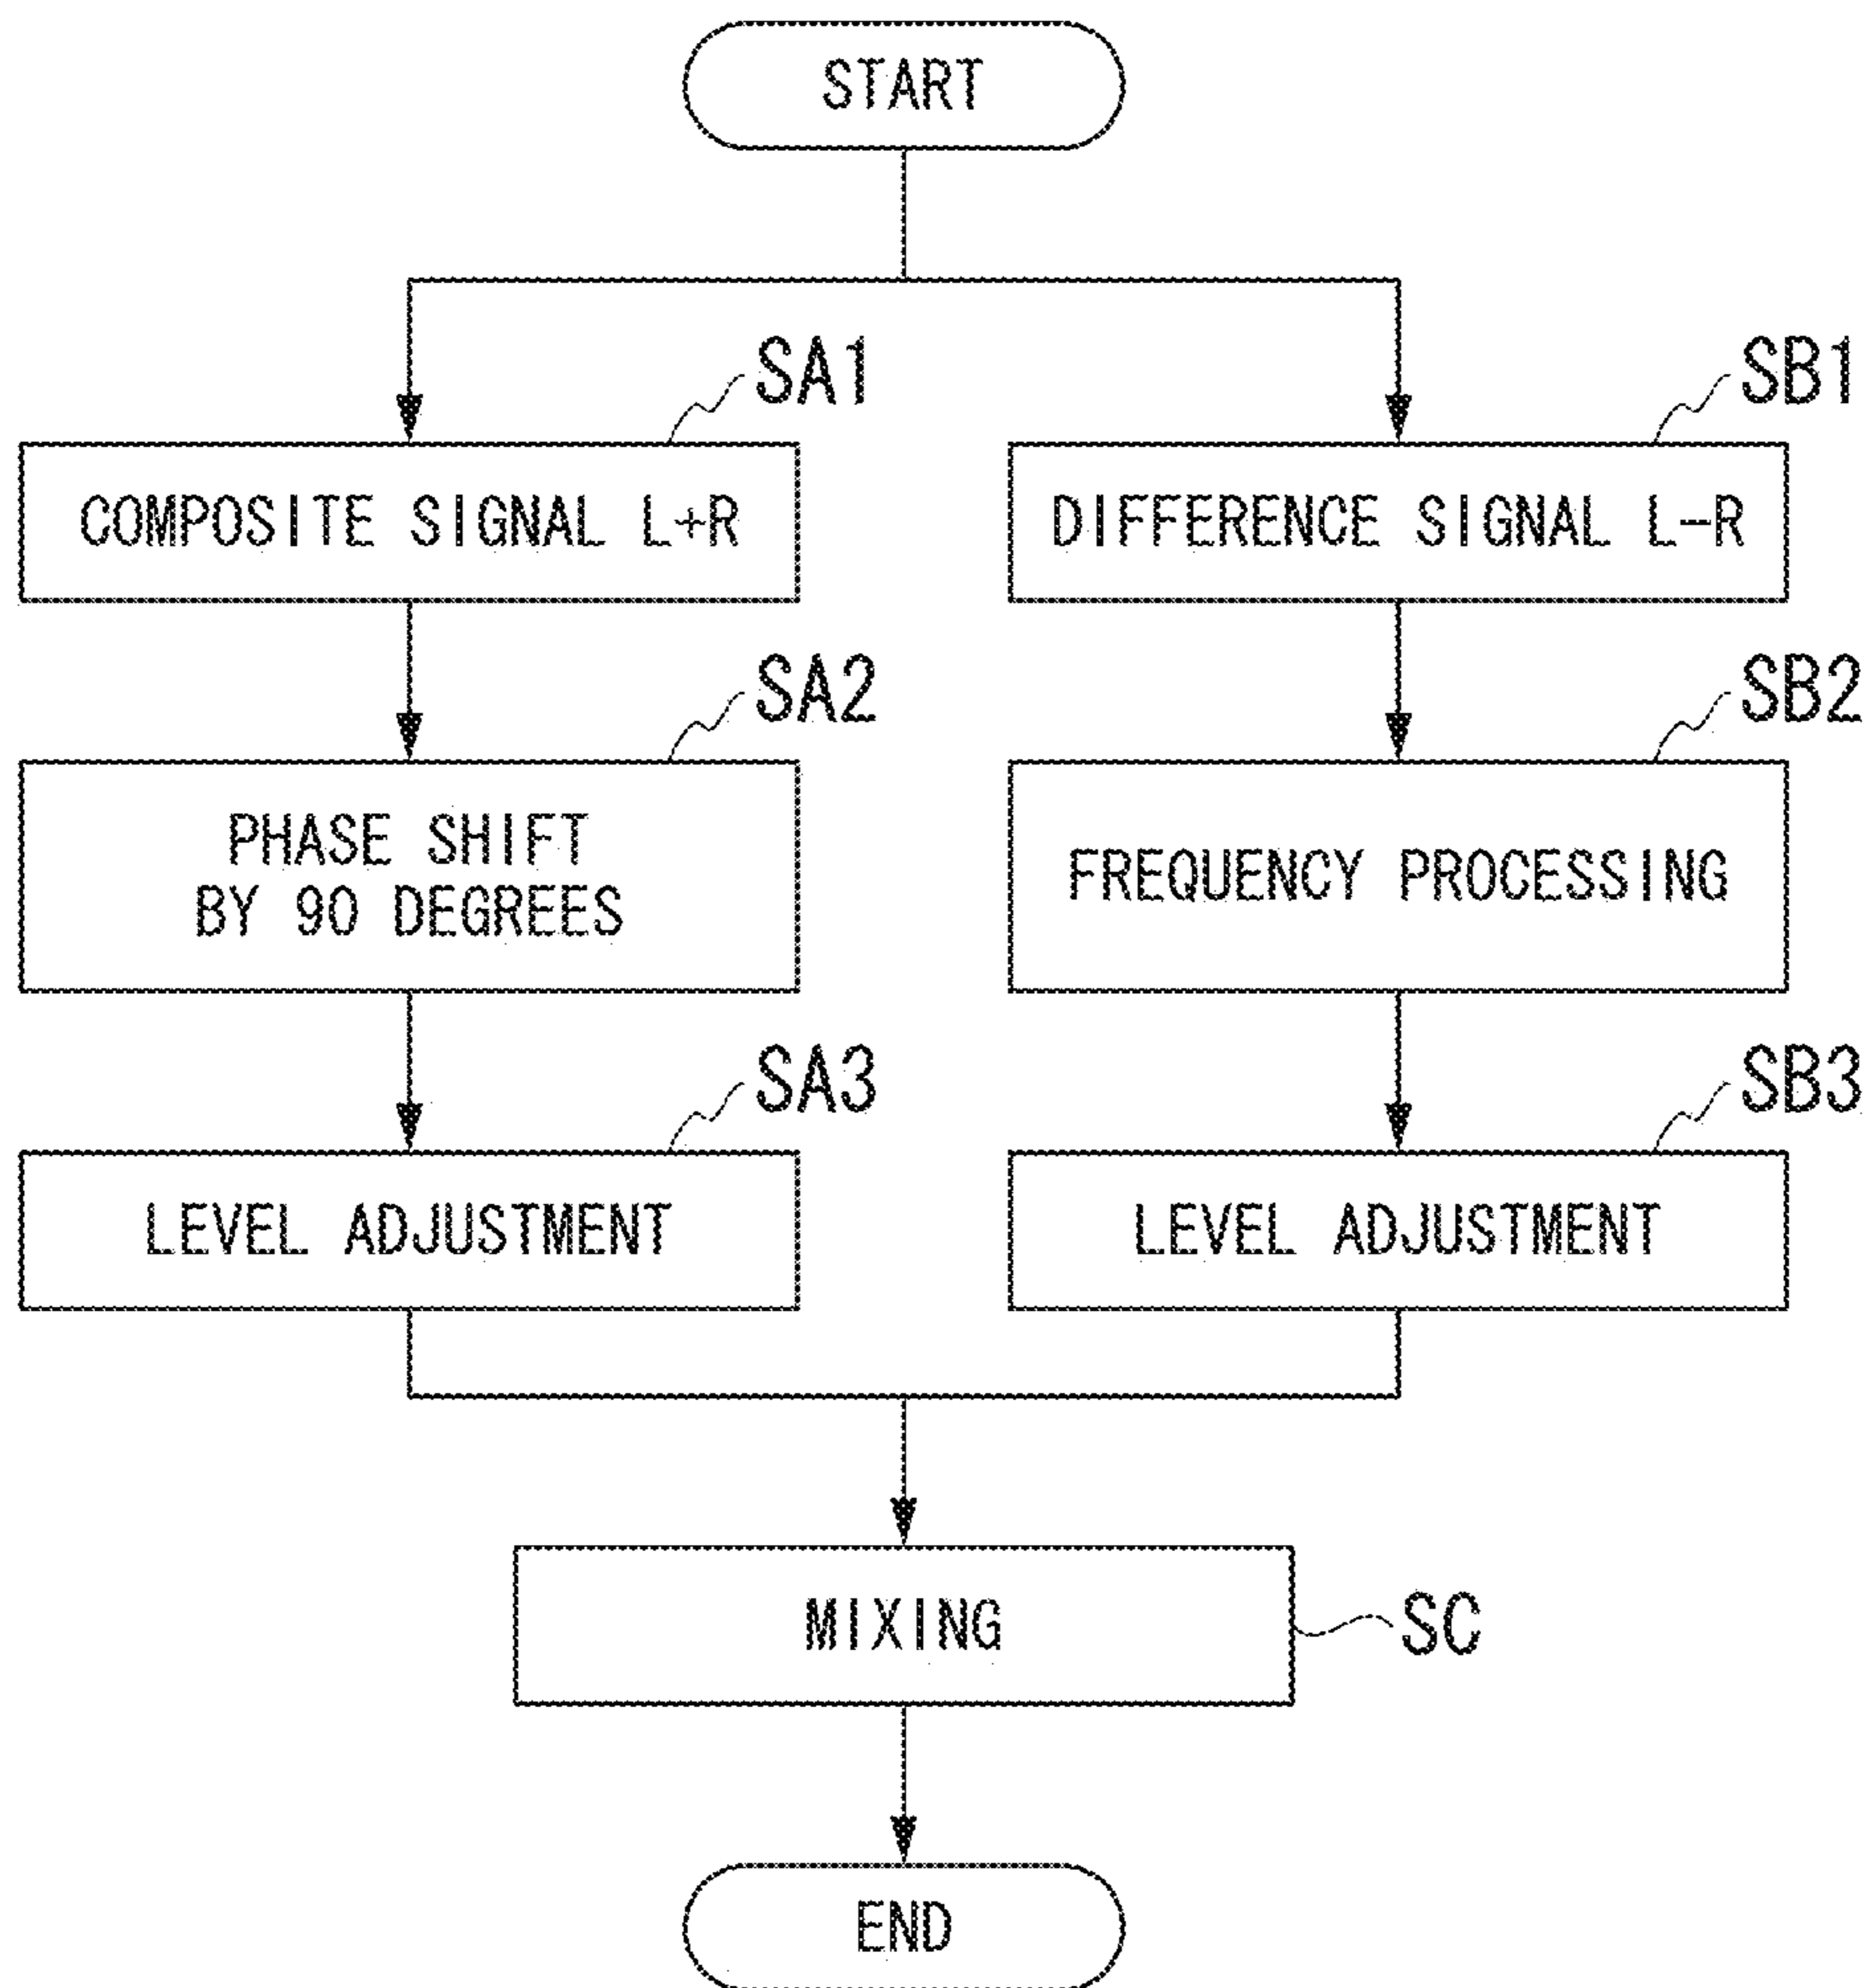 START
SA1
SB1
COMPOSITE SIGNAL L+R
DIFFERENCE SIGNAL L-R
SA2
SB2
PHASE SHIFT
BY 90 DEGREES
FREQUENCY PROCESSING
SA3
SB3
LEVEL ADJUSTMENT
LEVEL ADJUSTMENT
MIXING
SC
END